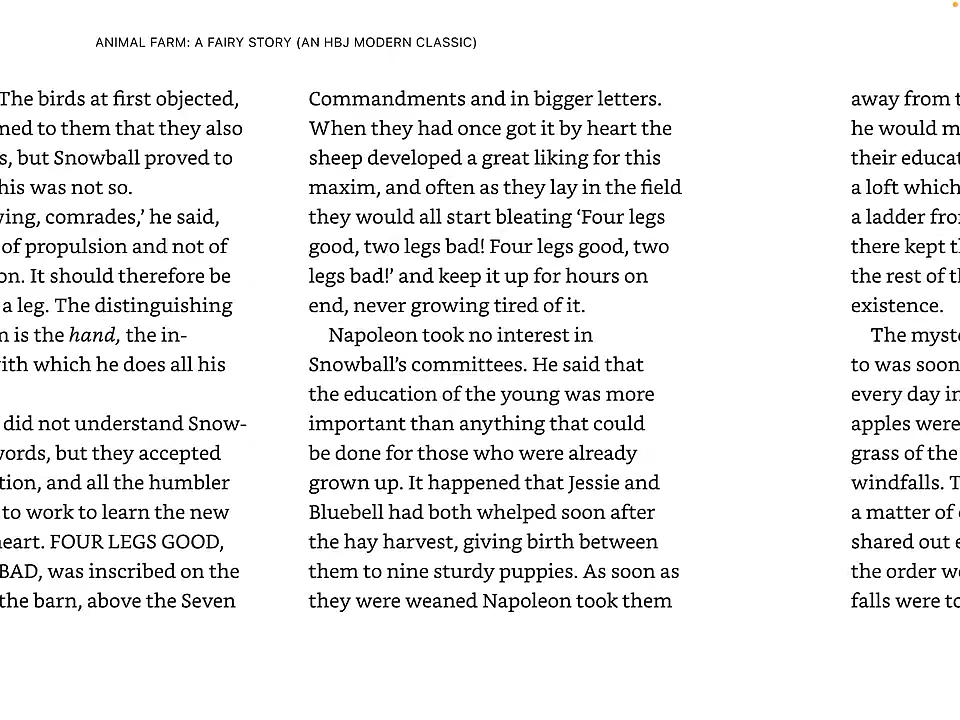 ANIMAL FARM: A FAIRY STORY (AN HBJ MODERN CLASSIC)
The birds at first objected,
to them that they also
but Snowball proved to
was not so.
comrades,’ he said,
of propulsion and not of
It should therefore be
a leg. The distinguishing
is the hand, the in-
which he does all his
did not understand Snow-
but they accepted
and all the humbler
to work to learn the new
FOUR LEGS GOOD,
BAD, was inscribed on the
the barn, above the Seven
Commandments and in bigger letters.
When they had once got it by heart the
sheep developed a great liking for this
maxim, and often as they lay in the field
they would all start bleating ‘Four legs
good, two legs bad! Four legs good, two
legs bad!’ and keep it up for hours on
end, never growing tired of it.
Napoleon took no interest in
Snowball’s committees. He said that
the education of the young was more
important than anything that could
be done for those who were already
grown up. It happened that Jessie and
Bluebell had both whelped soon after
the hay harvest, giving birth between
them to nine sturdy puppies. As soon as
they were weaned Napoleon took them
away from
he would
their
a loft which
a ladder
there kept
the rest of
existence.
The
to was soon
every day
apples were
grass of the
windfalls.
a matter of
shared out
the order
falls were